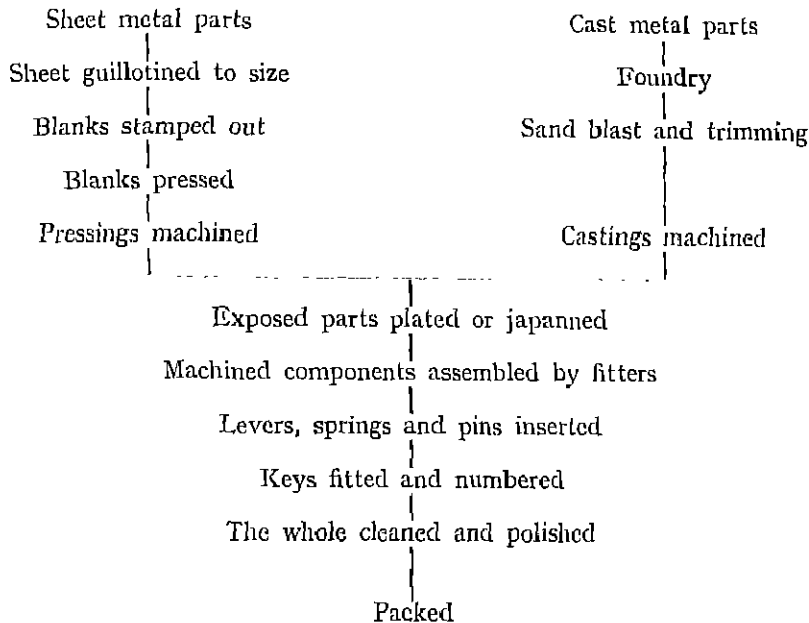 Sheet metal parts
Sheet guillotined to size
Blanks stamped out
Blanks pressed
Pressings machined
Cast metal parts
Foundry
Sand blast and trimming
Castings machined
Exposed parts plated or japanned
Machined components assembled by fitters
Levers, springs and pins inserted
Keys fitted and numbered
The whole cleaned and polished
Packed